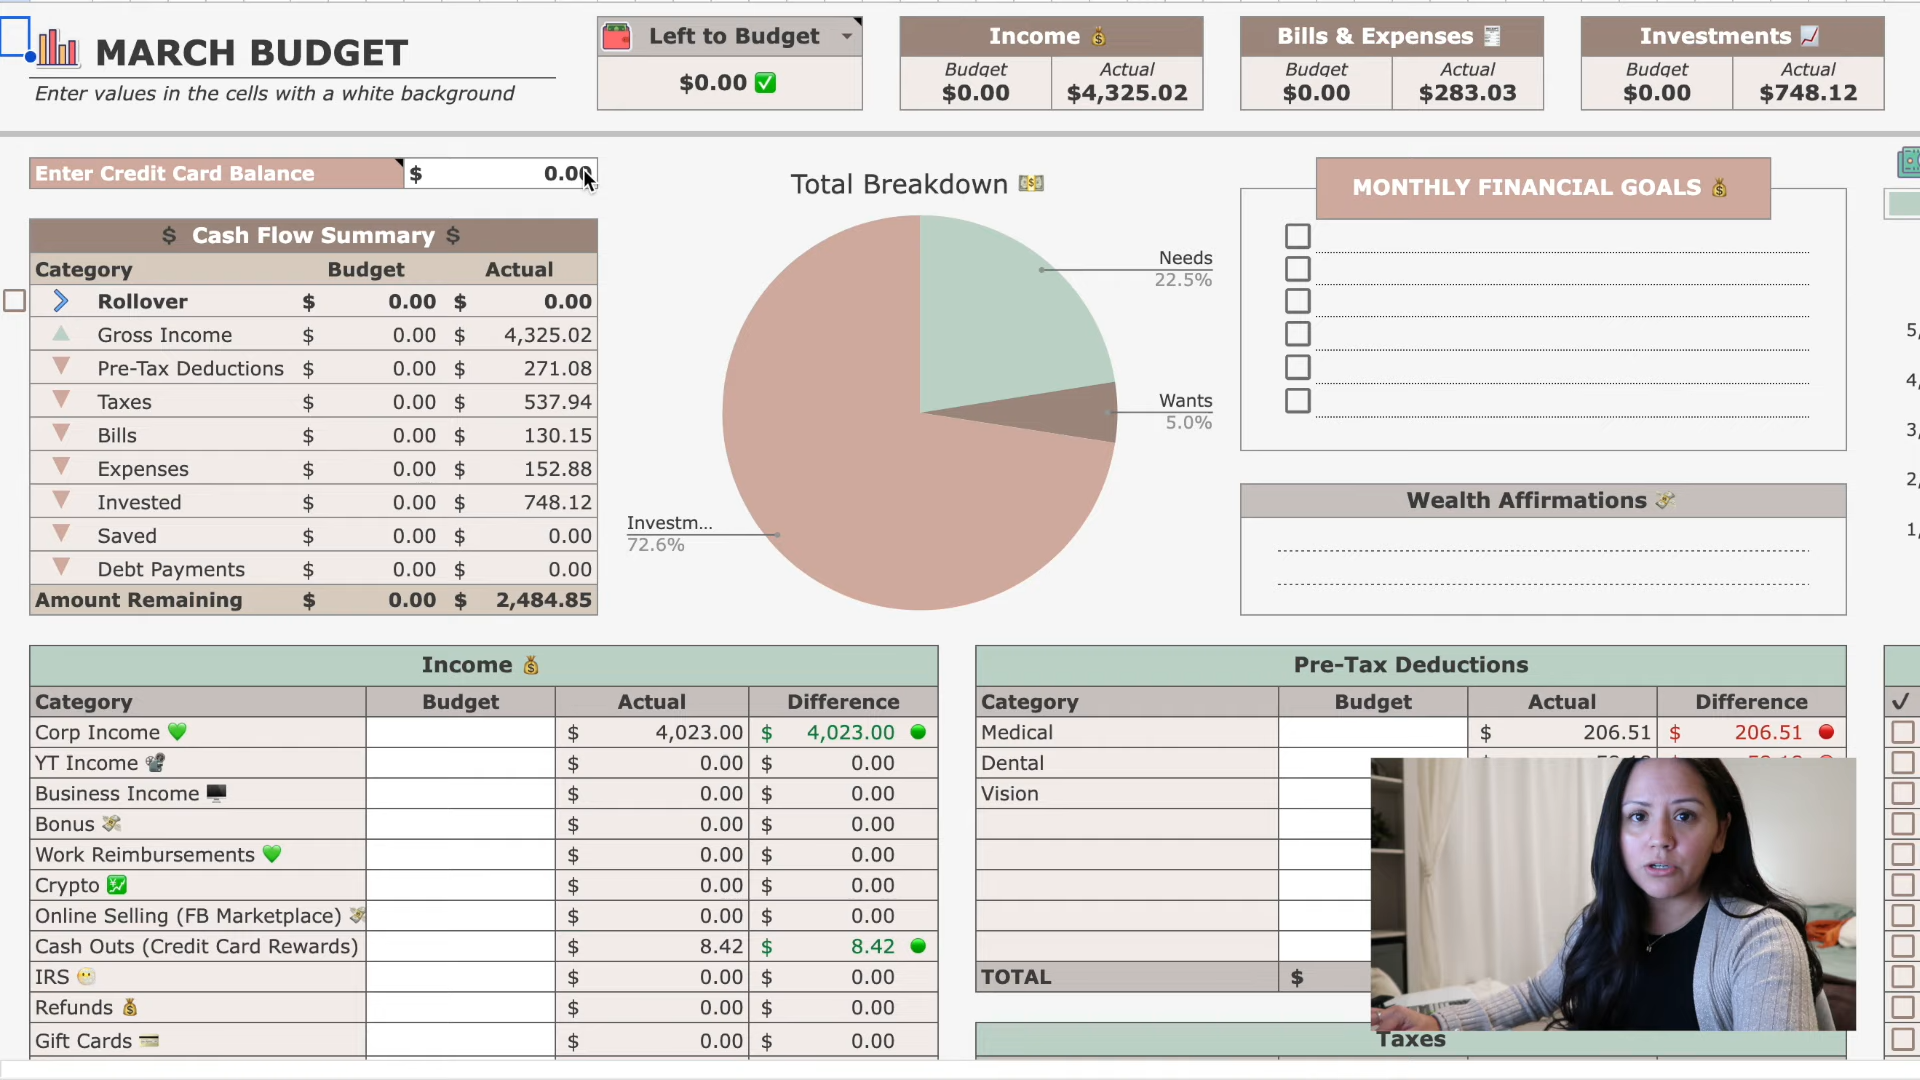 MARCH BUDGET
Enter values in the cells with a white background
Left to Budget
$0.00
Income
Budget Actual
$0.00 $4,325.02
Bills & Expenses
Budget Actual
$0.00 $283.03
Investments
Budget Actual
$0.00 $748.12
Enter Credit Card Balance $ 0.00
$ Cash Flow Summary $
Category Budget Actual
Rollover $ 0.00 $ 0.00
Gross Income $ 0.00 $ 4,325.02
Pre-Tax Deductions $ 0.00 $ 271.08
Taxes $ 0.00 $ 537.94
Bills $ 0.00 $ 130.15
Expenses $ 0.00 $ 152.88
Invested $ 0.00 $ 748.12
Saved $ 0.00 $ 0.00
Debt Payments $ 0.00 $ 0.00
Amount Remaining $ 0.00 $ 2,484.85
Total Breakdown
Needs
22.5%
Wants
5.0%
Investm...
72.6%
MONTHLY FINANCIAL GOALS
Wealth Affirmations
5,
4,
3,
2,
1,
Income
Category Budget Actual Difference
Corp Income $ 4,023.00 $ 4,023.00
YT Income $ 0.00 $ 0.00
Business Income $ 0.00 $ 0.00
Bonus $ 0.00 $ 0.00
Work Reimbursements $ 0.00 $ 0.00
Crypto $ 0.00 $ 0.00
Online Selling (FB Marketplace) $ 0.00 $ 0.00
Cash Outs (Credit Card Rewards) $ 8.42 $ 8.42
IRS $ 0.00 $ 0.00
Refunds $ 0.00 $ 0.00
Gift Cards $ 0.00 $ 0.00
Pre-Tax Deductions
Category Budget Actual Difference
Medical $ 206.51 $ 206.51
Dental
Vision
TOTAL $
Taxes